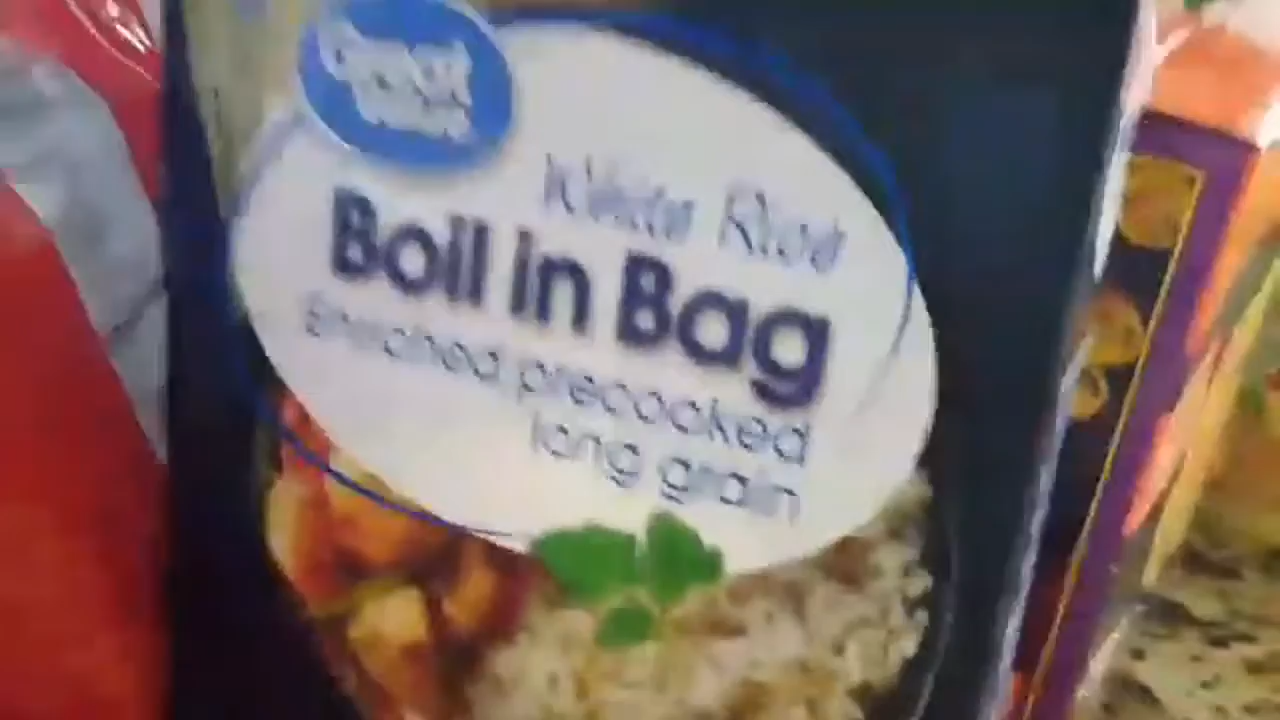 Great
Value
White Rice
Boil in Bag
Enriched precooked
long grain